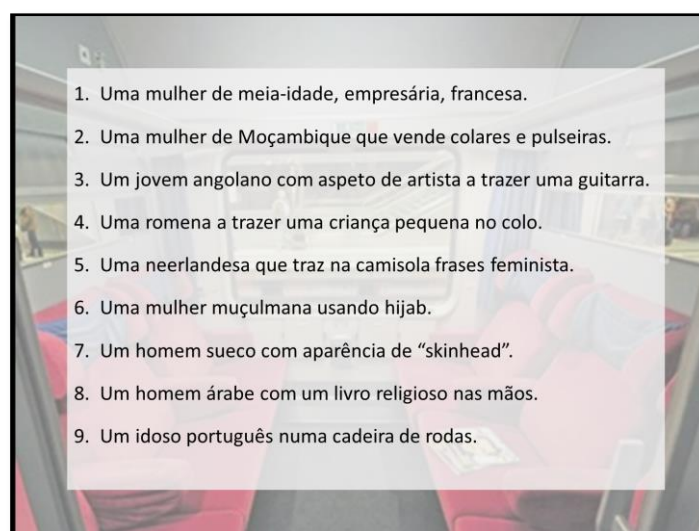 1. Uma mulher de meia-idade, empresária, francesa.
2. Uma mulher de Moçambique que vende colares e pulseiras.
3. Um jovem angolano com aspeto de artista a trazer uma guitarra.
4. Uma romena a trazer uma criança pequena no colo.
5. Uma neerlandesa que traz na camisola frases feminista.
6. Uma mulher muçulmana usando hijab.
7. Um homem sueco com aparência de “skinhead”.
8. Um homem árabe com um livro religioso nas mãos.
9. Um idoso português numa cadeira de rodas.